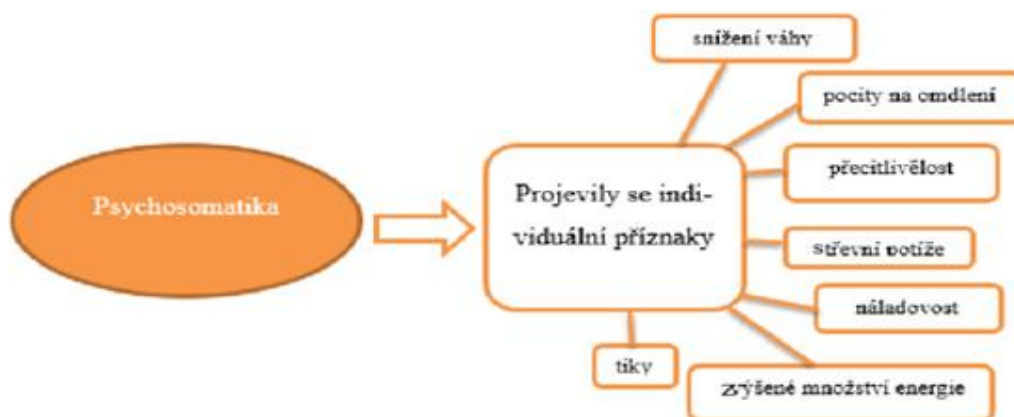 Psychosomatika
Projevily se indi-
viduální příznaky
snížení váhy
pocity na omdlení
přecitlivělost
střevní potíže
náladovost
zvýšené množství energie
tiky